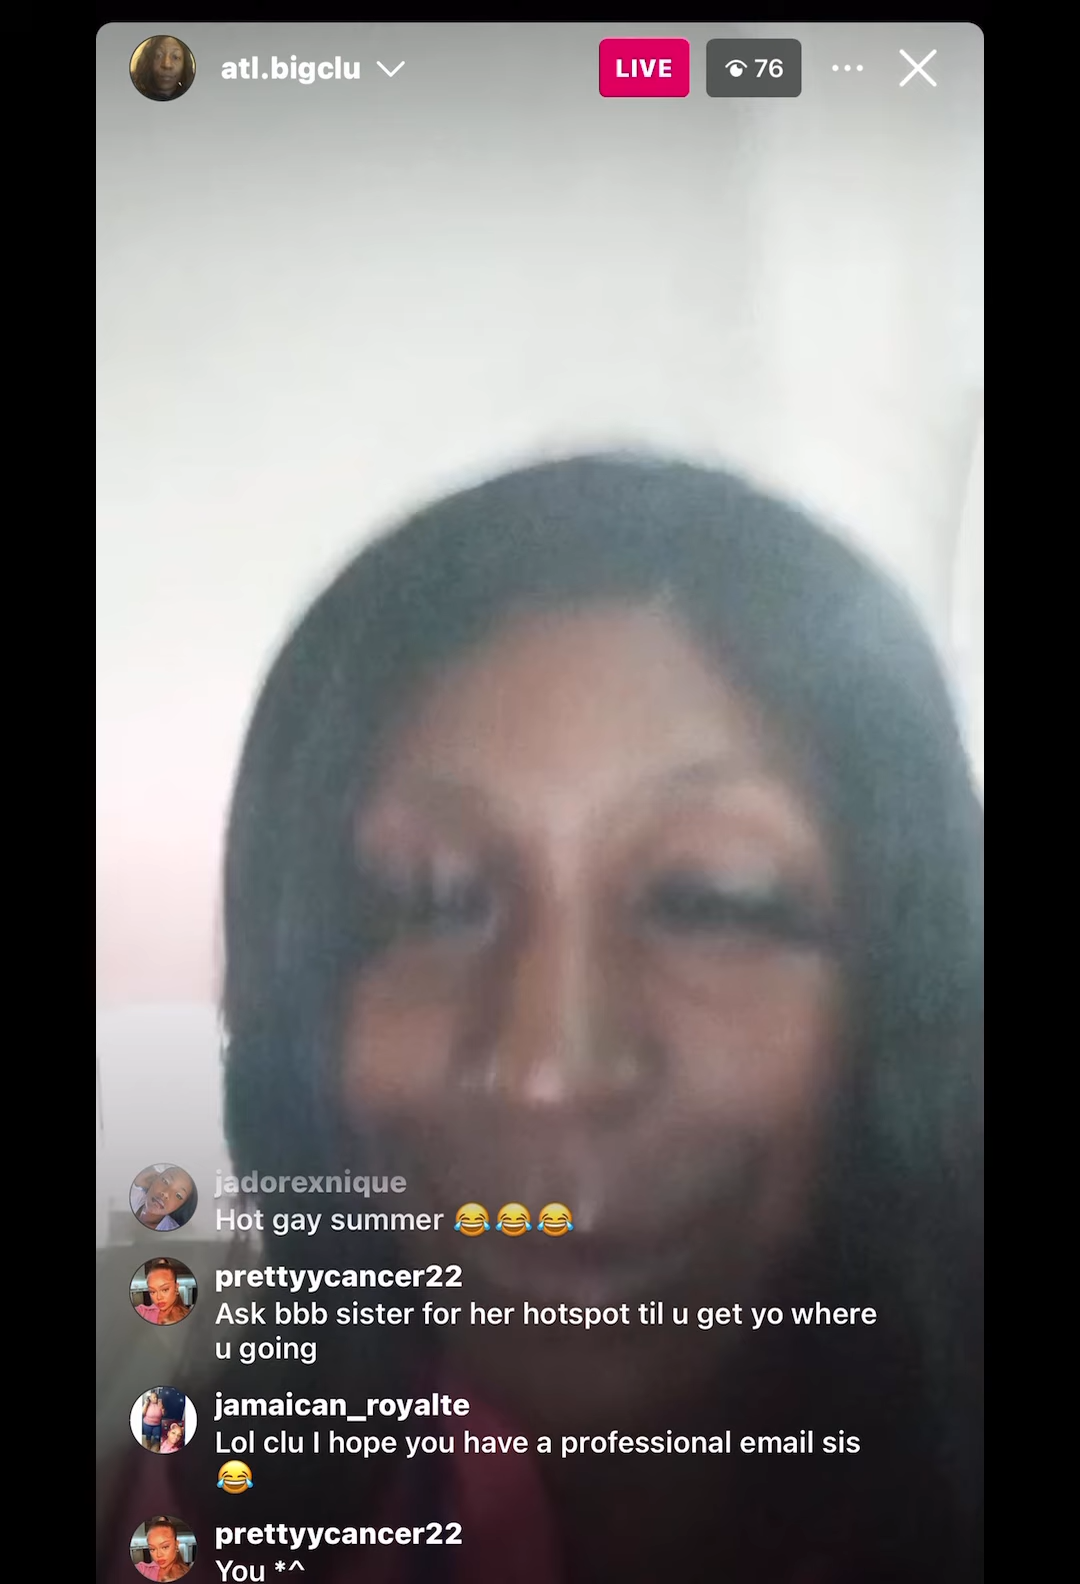 atl.bigclu
LIVE
76
jadorexnique
Hot gay summer 😂😂😂
prettyycancer22
Ask bbb sister for her hotspot til u get yo where
u going
jamaican_royalte
Lol clu I hope you have a professional email sis
😂
prettyycancer22
You *^